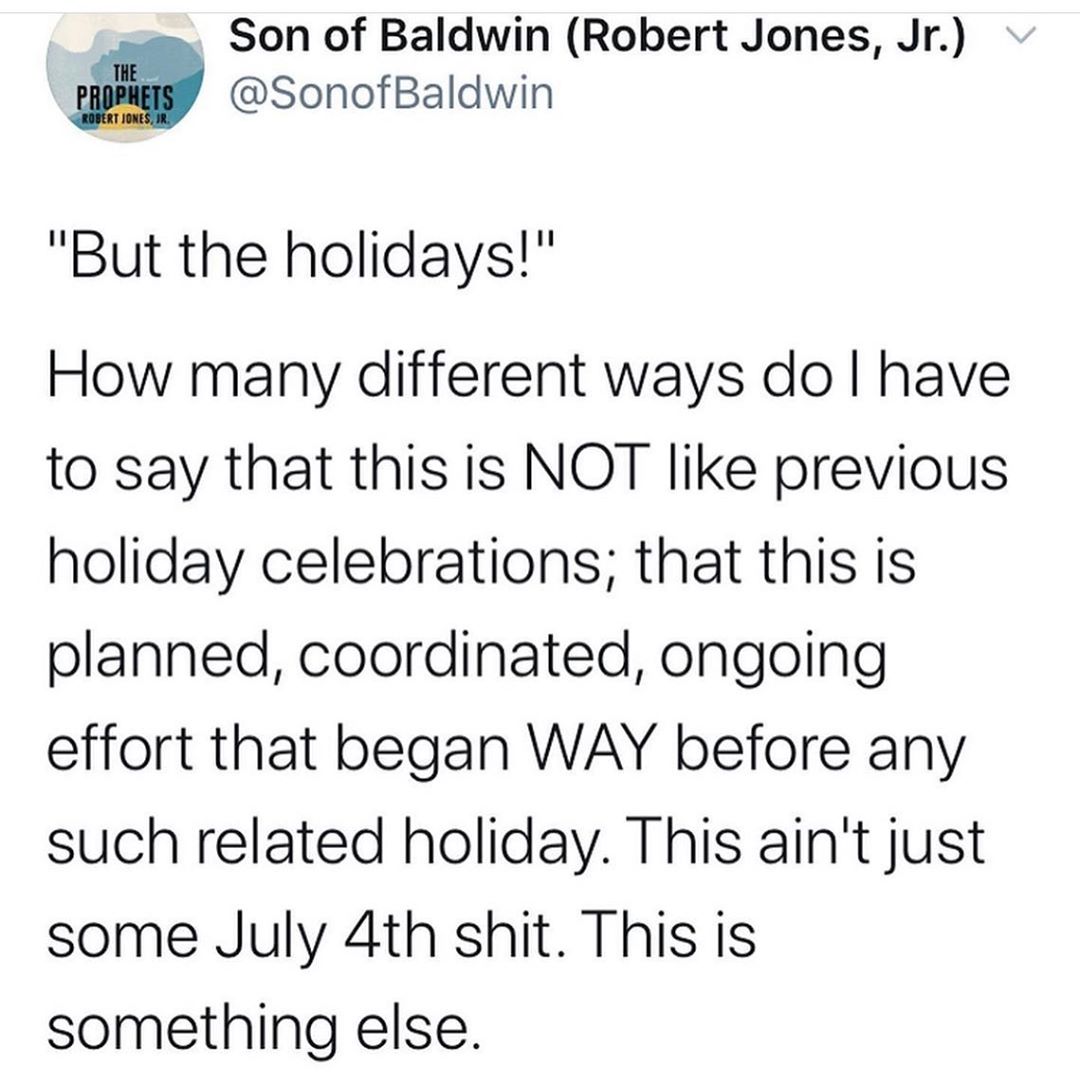 Son of Baldwin (Robert Jones, Jr.)
THE
PROPHETS
ROBERT JONES, JR.
@SonofBaldwin
"But the holidays!"
How many different ways do I have
to say that this is NOT like previous
holiday celebrations; that this is
planned, coordinated, ongoing
effort that began WAY before any
such related holiday. This ain't just
some July 4th shit. This is
something else.